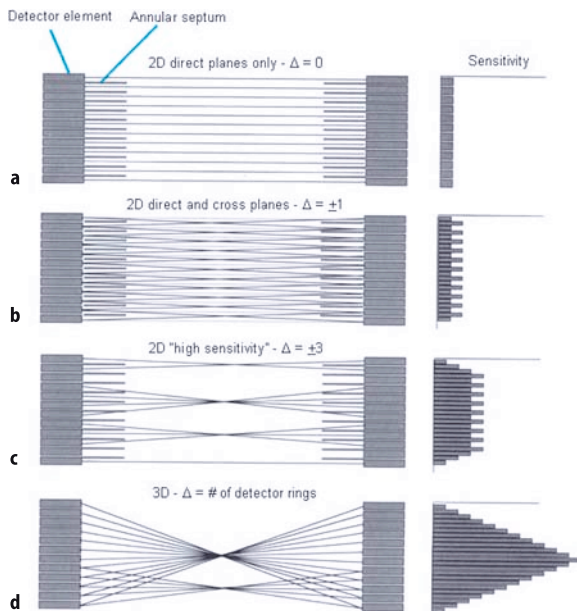 Detector element
Annular septum
2D direct planes only - Δ = 0
Sensitivity
a
2D direct and cross planes - Δ = ±1
b
2D "high sensitivity" - Δ = ±3
c
3D - Δ = # of detector rings
d